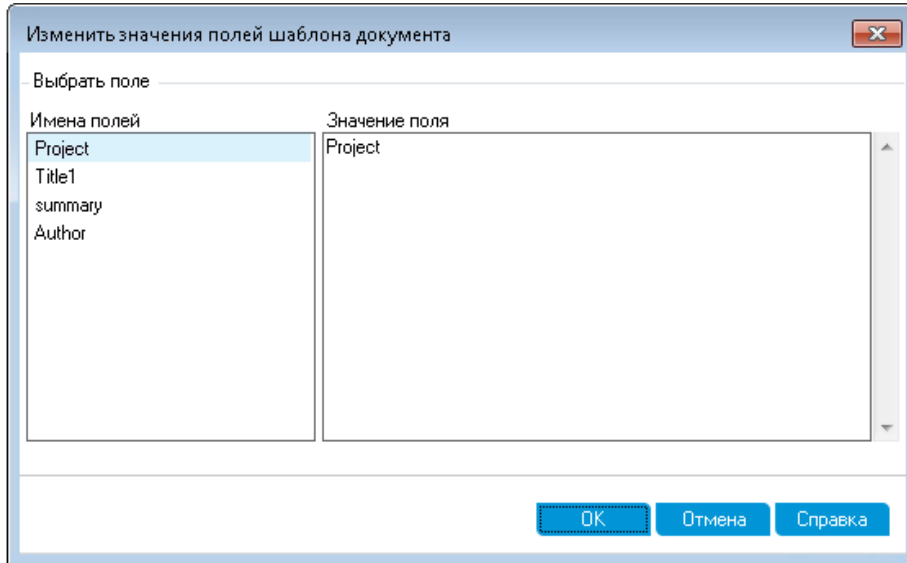 Изменить значения полей шаблона документа
Выбрать поле
Имена полей
Значение поля
Project
Project
Title1
summary
Author
OK
Отмена
Справка